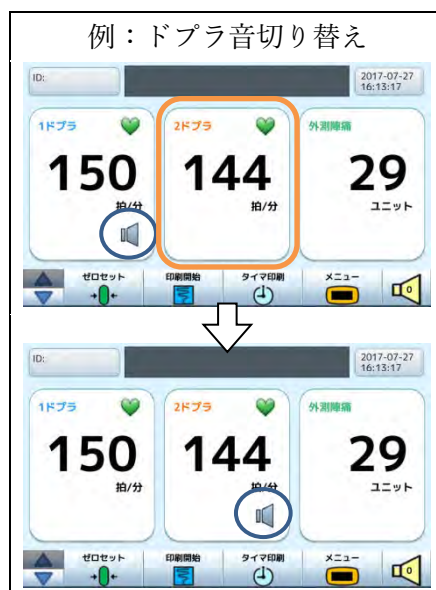 例：ドプラ音切り替え
ID:
2017-07-27
16:13:17
1ドプラ
2ドプラ
外測陣痛
150
144
29
拍/分
拍/分
ユニット
ゼロセット
印刷開始
タイマ印刷
メニュー
ID:
2017-07-27
16:13:17
1ドプラ
2ドプラ
外測陣痛
150
144
29
拍/分
拍/分
ユニット
ゼロセット
印刷開始
タイマ印刷
メニュー